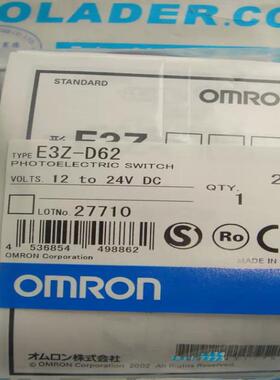 OLADER.CO
STANDARD
OMRON
E3Z
TYPE E3Z-D62
PHOTOELECTRIC SWITCH
VOLTS. 12 to 24V DC
QTY.
1
LOTNo. 27710
4 536854 498862
OMRON Corporation
S
Ro
C
MADE IN
OMRON
オムロン株式会社
OMRON Corporation 2002 All Rights